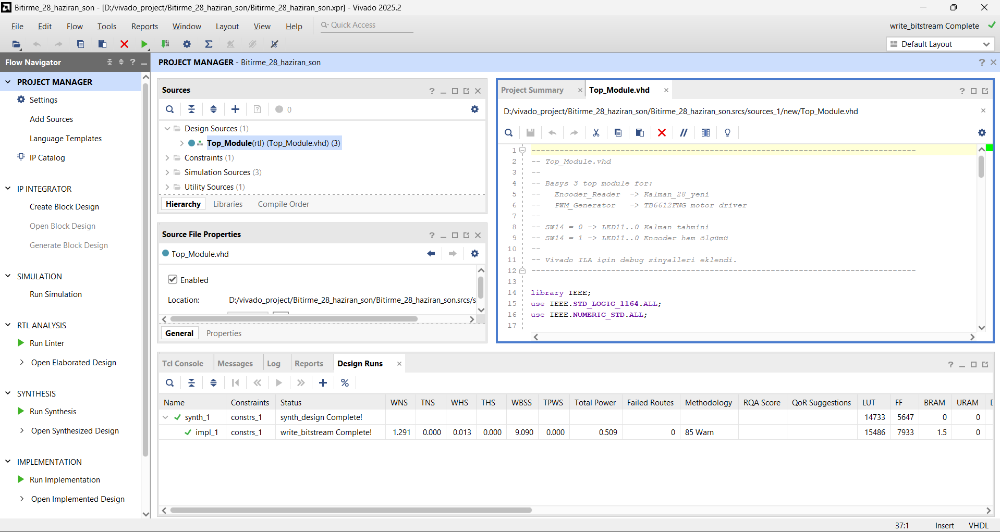 Bitirme_28_haziran_son - [D:/vivado_project/Bitirme_28_haziran_son/Bitirme_28_haziran_son.xpr] - Vivado 2025.2
File Edit Flow Tools Reports Window Layout View Help Quick Access
write_bitstream Complete
Default Layout
Flow Navigator
PROJECT MANAGER
Settings
Add Sources
Language Templates
IP Catalog
IP INTEGRATOR
Create Block Design
Open Block Design
Generate Block Design
SIMULATION
Run Simulation
RTL ANALYSIS
Run Linter
Open Elaborated Design
SYNTHESIS
Run Synthesis
Open Synthesized Design
IMPLEMENTATION
Run Implementation
Open Implemented Design
PROJECT MANAGER - Bitirme_28_haziran_son
Sources
0
Design Sources (1)
Top_Module(rtl) (Top_Module.vhd) (3)
Constraints (1)
Simulation Sources (3)
Utility Sources (1)
Hierarchy Libraries Compile Order
Source File Properties
Top_Module.vhd
Enabled
Location: D:/vivado_project/Bitirme_28_haziran_son/Bitirme_28_haziran_son.srcs/s
General Properties
Project Summary Top_Module.vhd
D:/vivado_project/Bitirme_28_haziran_son/Bitirme_28_haziran_son.srcs/sources_1/new/Top_Module.vhd
1 ----------------------------------------------------------------------------------
2 -- Top_Module.vhd
3 --
4 -- Basys 3 top module for:
5 --   Encoder_Reader  -> Kalman_28_yeni
6 --   PWM_Generator   -> TB6612FNG motor driver
7 --
8 -- SW14 = 0 -> LED11..0 Kalman tahmini
9 -- SW14 = 1 -> LED11..0 Encoder ham ölçümü
10 --
11 -- Vivado ILA için debug sinyalleri eklendi.
12 ----------------------------------------------------------------------------------
13
14 library IEEE;
15 use IEEE.STD_LOGIC_1164.ALL;
16 use IEEE.NUMERIC_STD.ALL;
17
Tcl Console Messages Log Reports Design Runs
Name Constraints Status WNS TNS WHS THS WBSS TPWS Total Power Failed Routes Methodology RQA Score QoR Suggestions LUT FF BRAM URAM
synth_1 constrs_1 synth_design Complete! 14733 5647 0 0
impl_1 constrs_1 write_bitstream Complete! 1.291 0.000 0.013 0.000 9.090 0.000 0.509 0 85 Warn 15486 7933 1.5 0
37:1 Insert VHDL